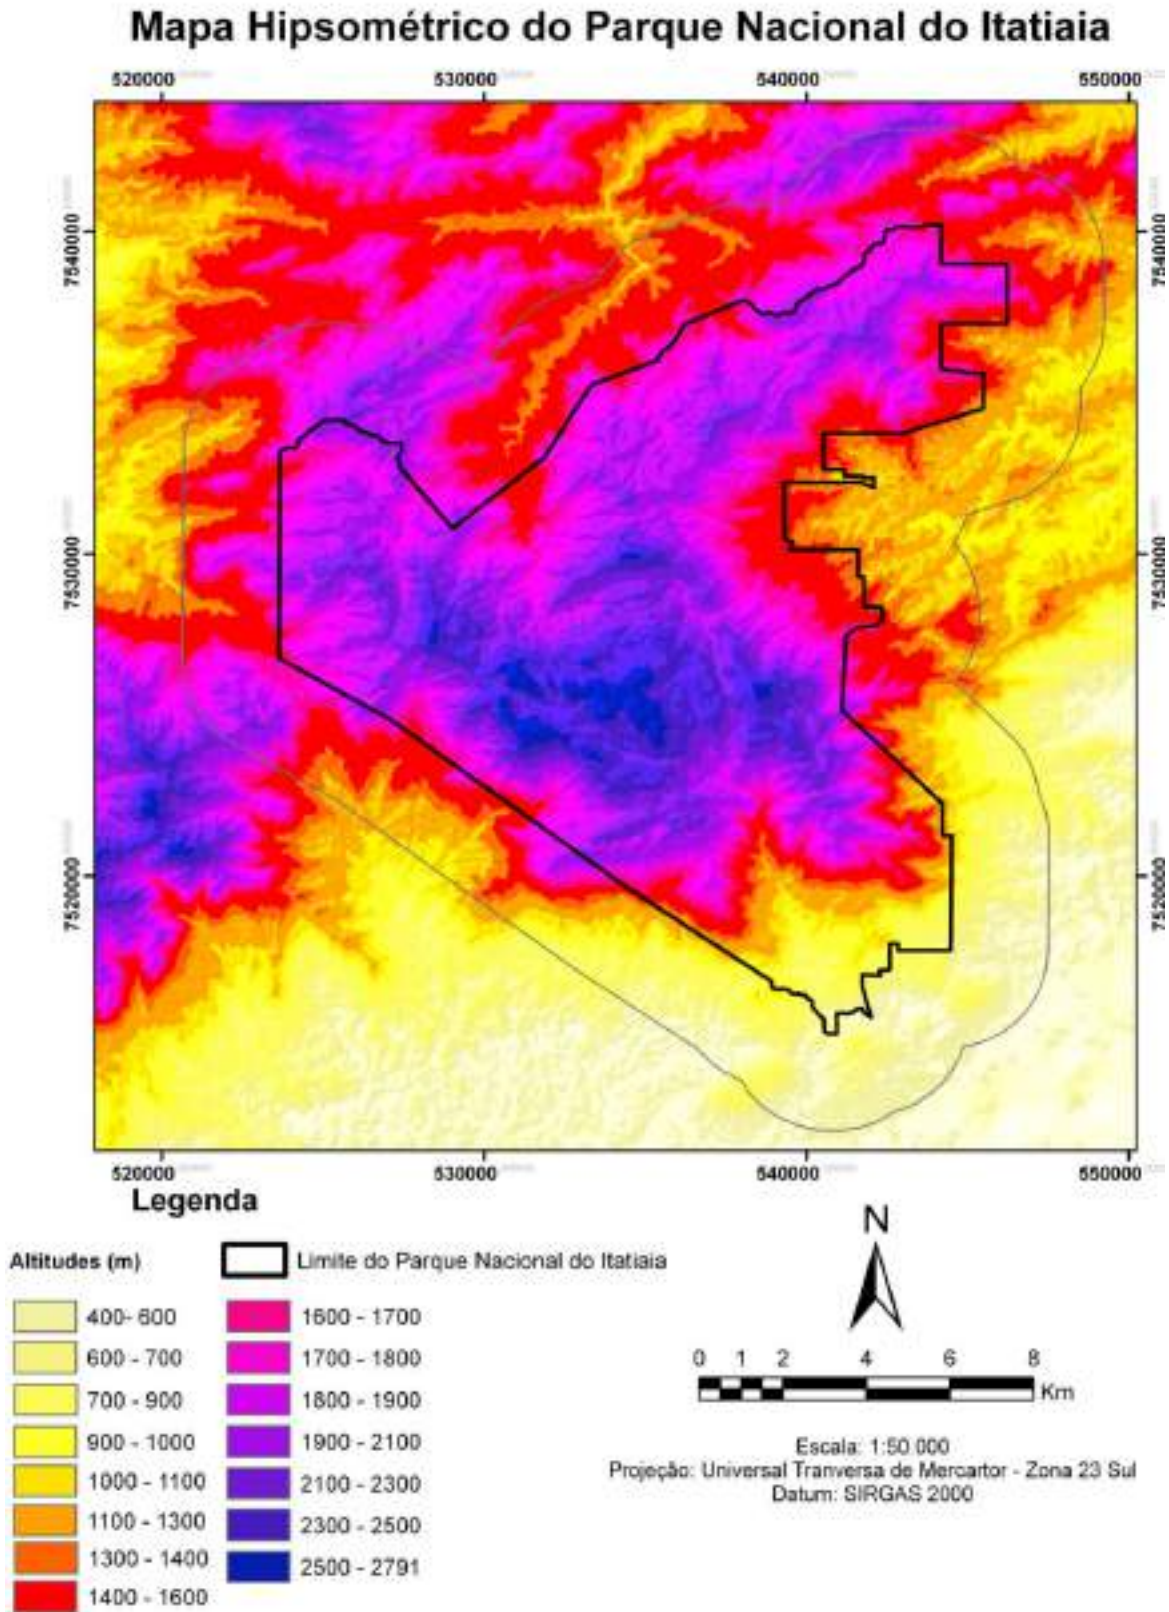 Mapa Hipsométrico do Parque Nacional do Itatiaia
520000 530000 540000 550000
7540000 7540000
7530000 7530000
7520000 7520000
520000 530000 540000 550000
Legenda
Altitudes (m)
400- 600
600 - 700
700 - 900
900 - 1000
1000 - 1100
1100 - 1300
1300 - 1400
1400 - 1600
Limite do Parque Nacional do Itatiaia
1600 - 1700
1700 - 1800
1800 - 1900
1900 - 2100
2100 - 2300
2300 - 2500
2500 - 2791
N
0 1 2 4 6 8
Km
Escala: 1:50 000
Projeção: Universal Tranversa de Mercartor - Zona 23 Sul
Datum: SIRGAS 2000